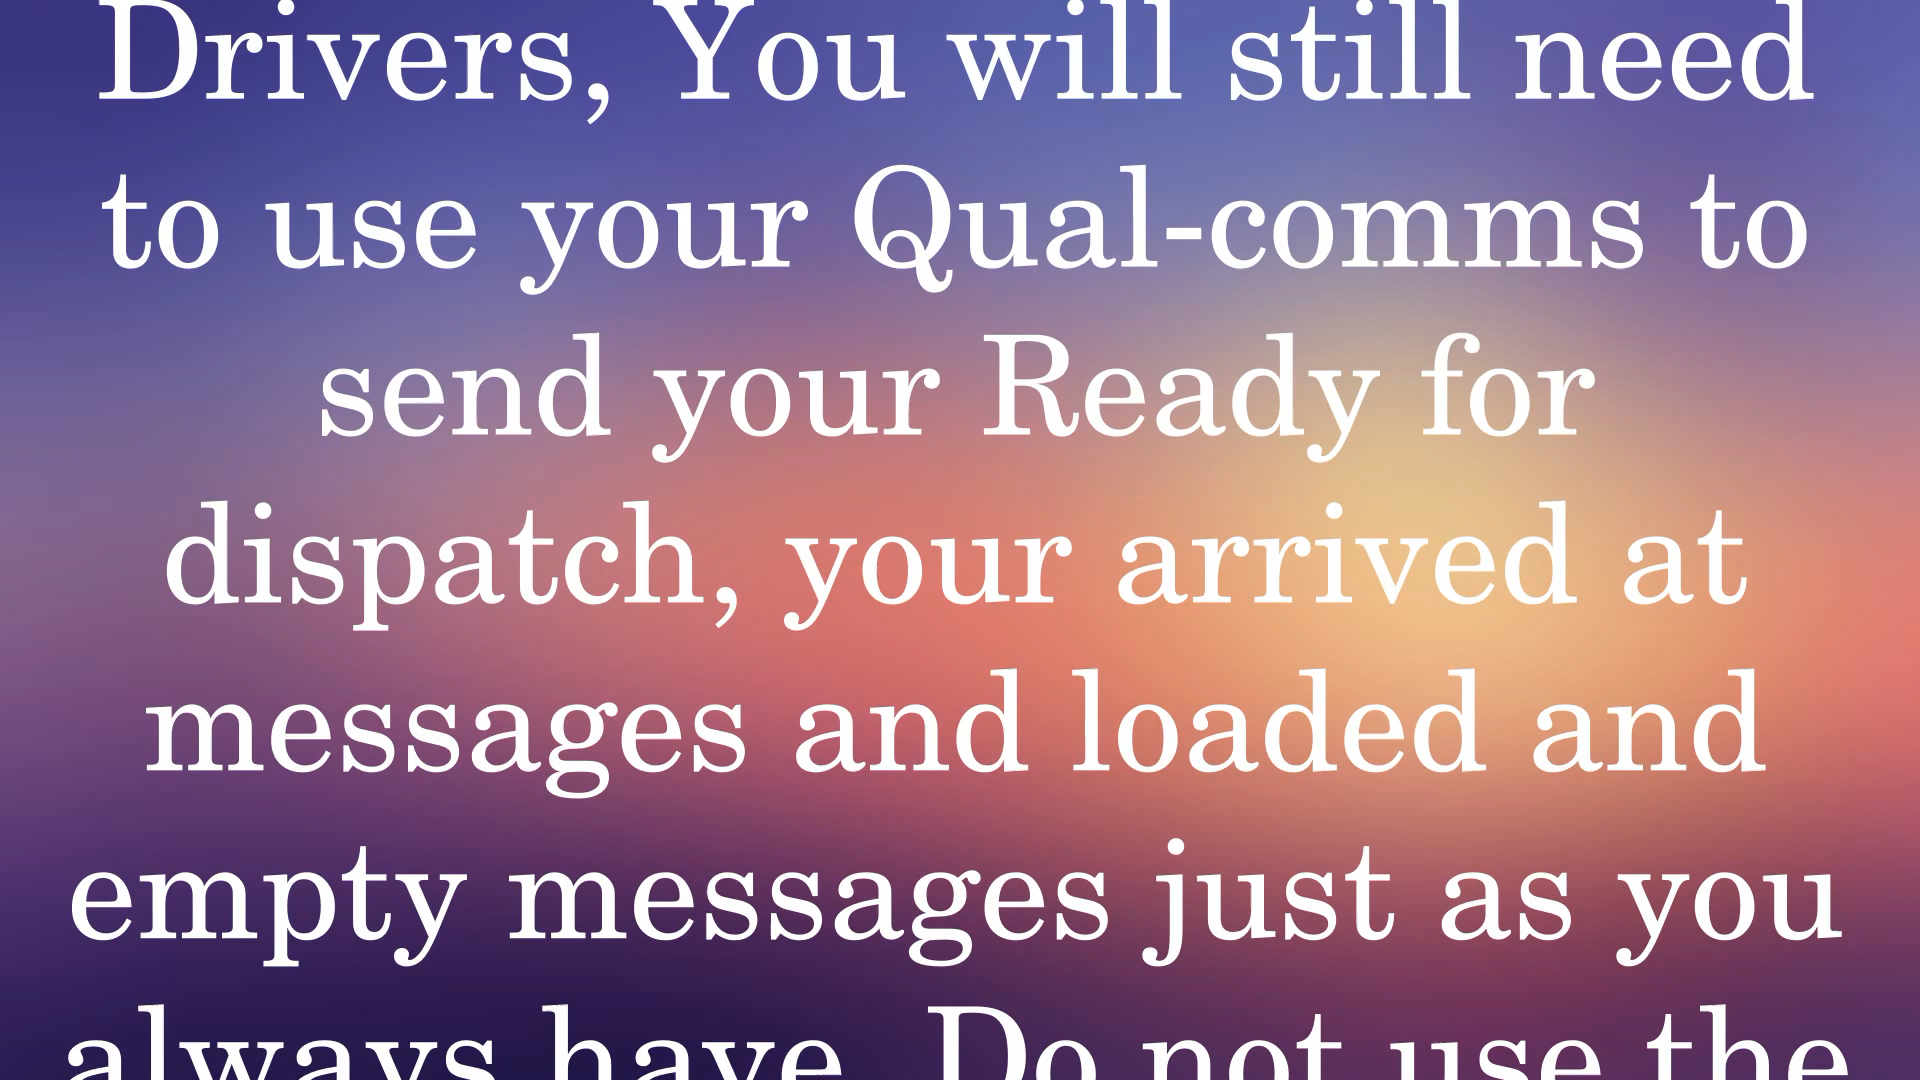 Drivers, You will still need
to use your Qual-comms to
send your Ready for
dispatch, your arrived at
messages and loaded and
empty messages just as you
always have. Do not use the